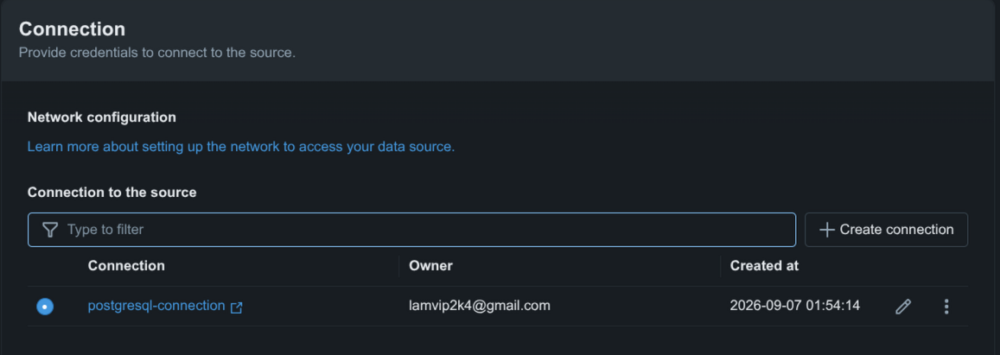 Connection
Provide credentials to connect to the source.
Network configuration
Learn more about setting up the network to access your data source.
Connection to the source
Type to filter
Create connection
Connection Owner Created at
postgresql-connection lamvip2k4@gmail.com 2026-09-07 01:54:14